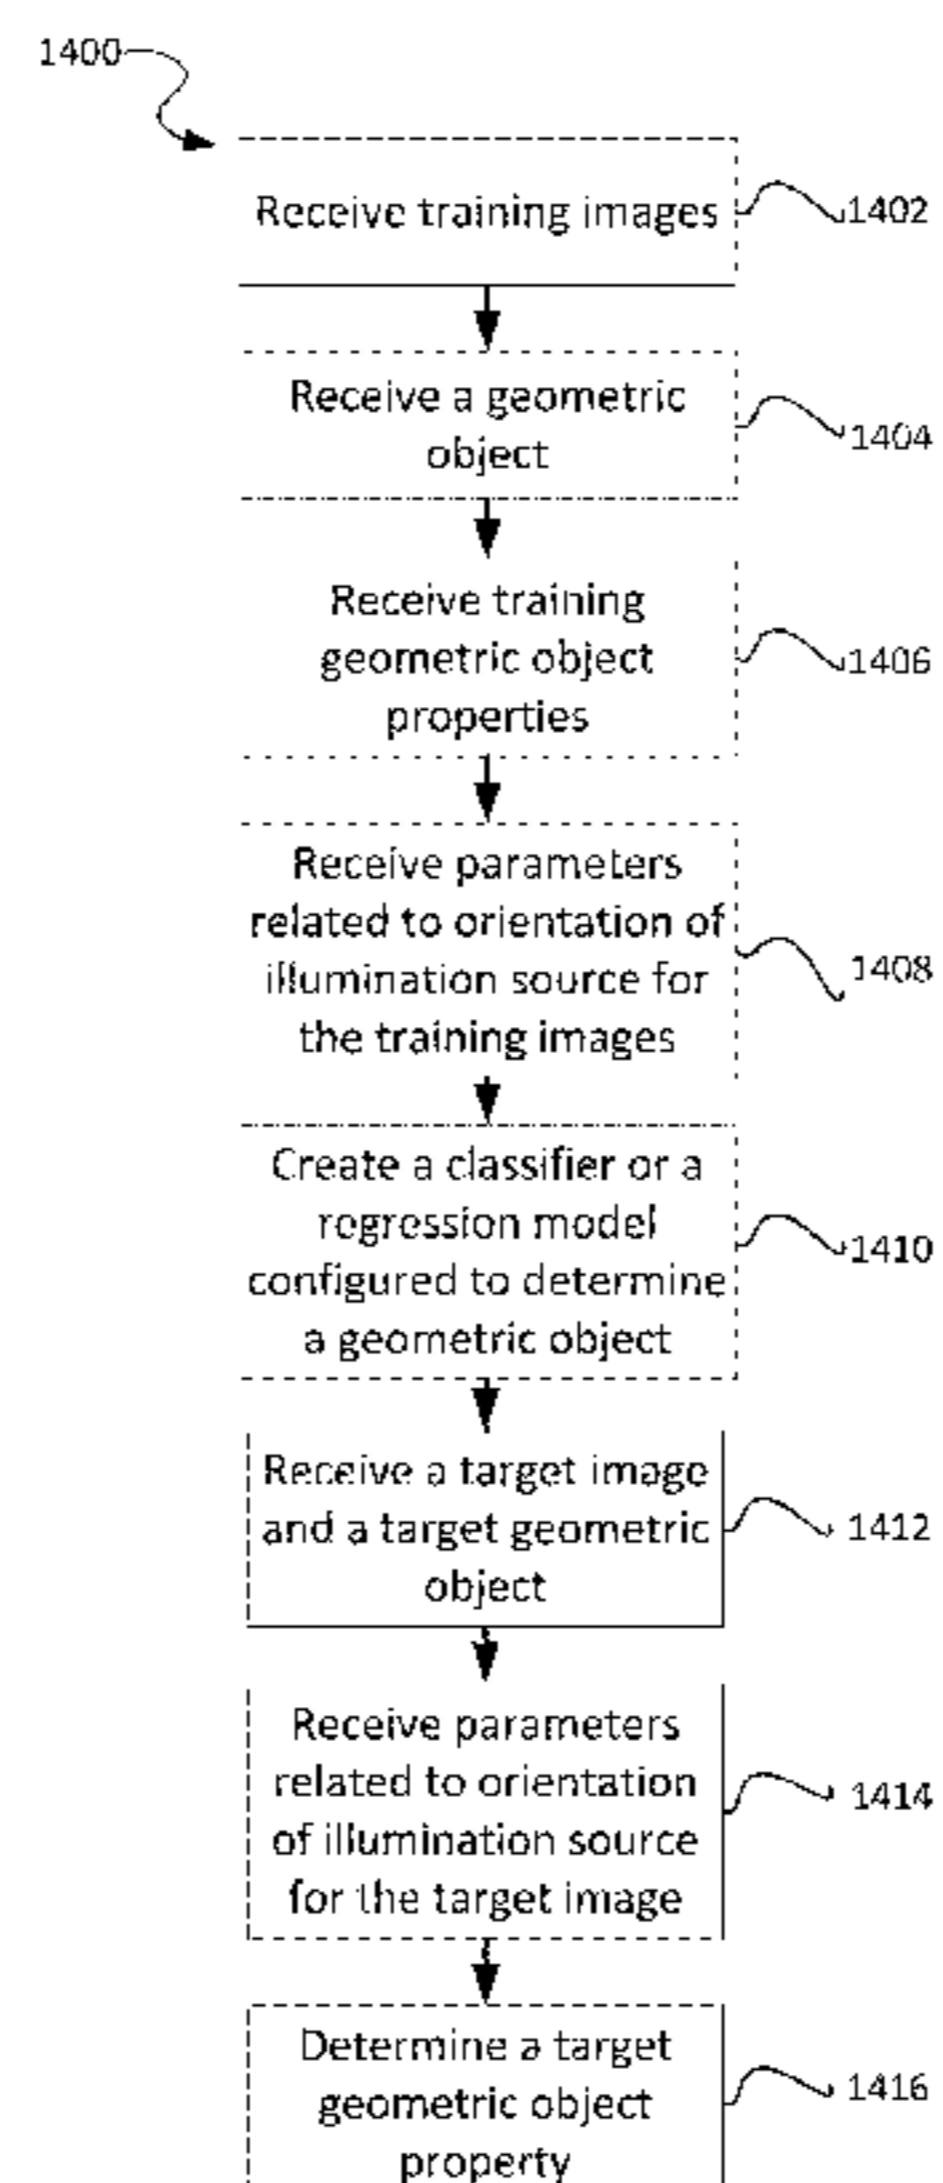 1400
Receive training images
1402
Receive a geometric
object
1404
Receive training
geometric object
properties
1406
Receive parameters
related to orientation of
illumination source for
the training images
1408
Create a classifier or a
regression model
configured to determine
a geometric object
1410
Receive a target image
and a target geometric
object
1412
Receive parameters
related to orientation
of illumination source
for the target image
1414
Determine a target
geometric object
property
1416